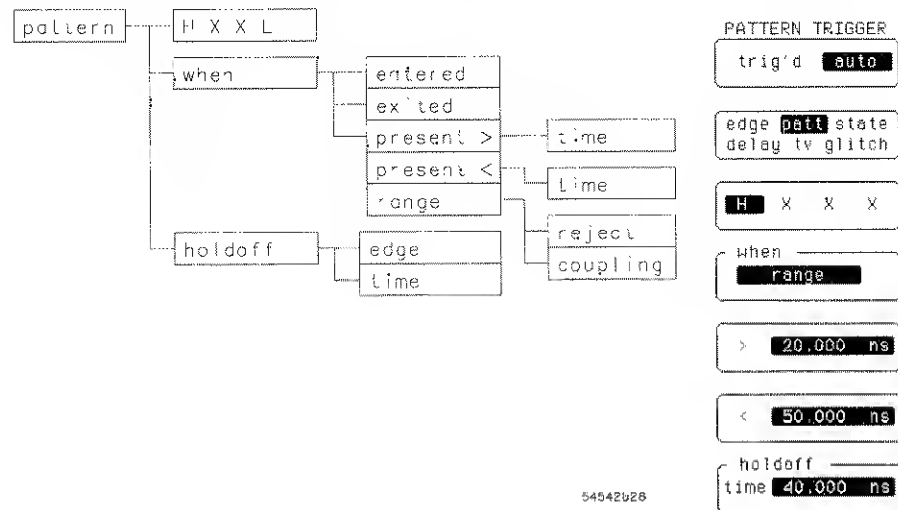 pattern
H X X L
when
entered
exited
present > time
present < time
range
reject
coupling
holdoff
edge
time
54542b28
PATTERN TRIGGER
trig'd auto
edge patt state
delay tv glitch
H X X X
when
range
> 20.000 ns
< 50.000 ns
holdoff
time 40.000 ns